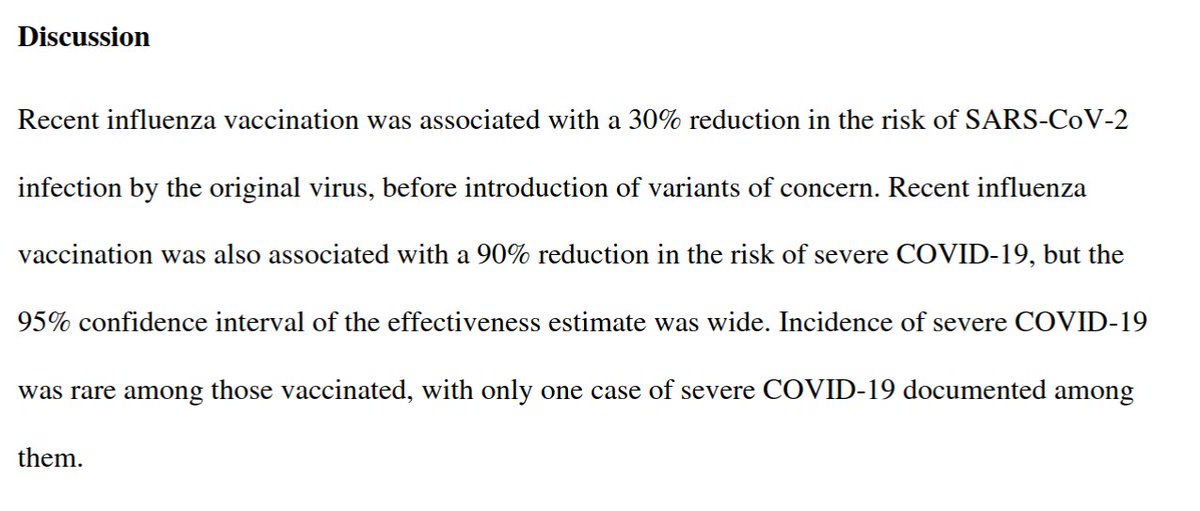 Discussion
Recent influenza vaccination was associated with a 30% reduction in the risk of SARS-CoV-2
infection by the original virus, before introduction of variants of concern. Recent influenza
vaccination was also associated with a 90% reduction in the risk of severe COVID-19, but the
95% confidence interval of the effectiveness estimate was wide. Incidence of severe COVID-19
was rare among those vaccinated, with only one case of severe COVID-19 documented among
them.